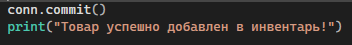 conn.commit()
print("Товар успешно добавлен в инвентарь!")